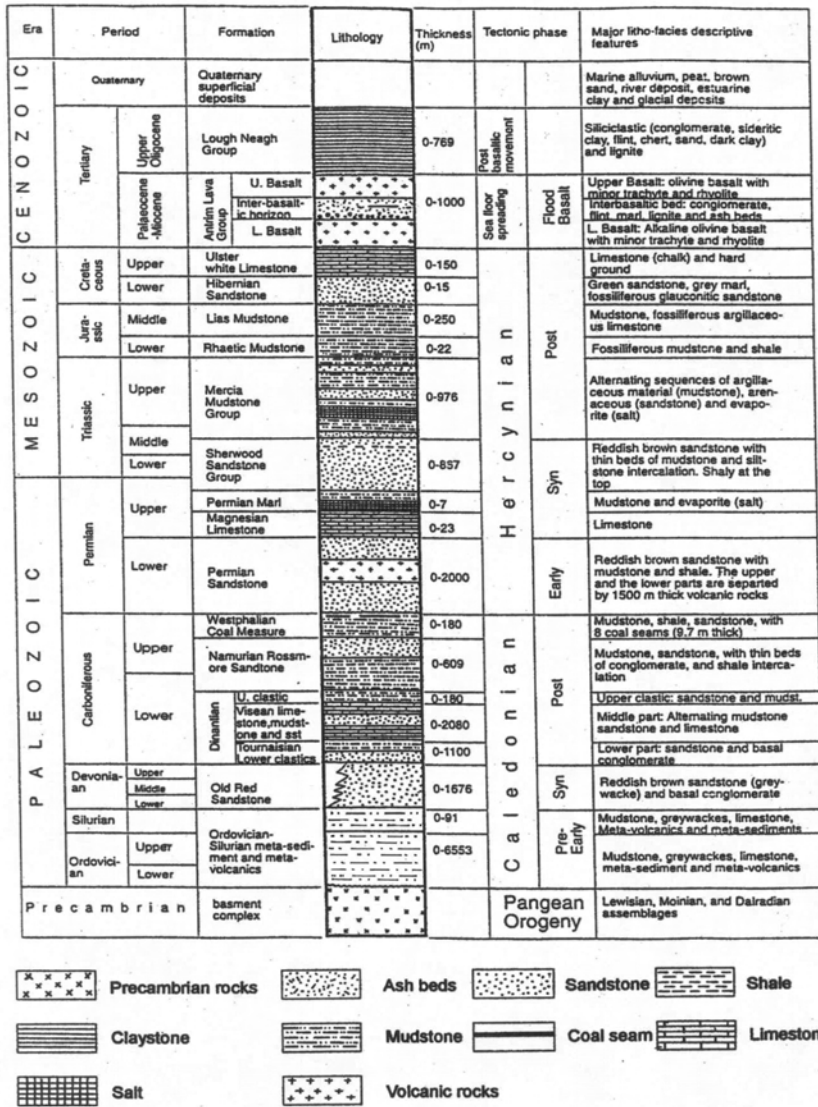 Era Period Formation Lithology Thickness (m) Tectonic phase Major litho-facies descriptive features
CENOZOIC
Quaternary
Quaternary superficial deposits
Marine alluvium, peat, brown sand, river deposit, estuarine clay and glacial deposits
Tertiary
Upper Oligocene
Lough Neagh Group
0-769
Post basaltic movement
Siliciclastic (conglomerate, sideritic clay, flint, chert, sand, dark clay) and lignite
Palaeocene -Miocene
Antrim Lava Group
U. Basalt
Inter-basalt-ic horizon
L. Basalt
0-1000
Sea floor spreading
Flood Basalt
Upper Basalt: olivine basalt with minor trachyte and rhyolite
Interbasaltic bed: conglomerate, flint, marl, lignite and ash beds
L. Basalt: Alkaline olivine basalt with minor trachyte and rhyolite
MESOZOIC
Creta-ceous
Upper
Ulster white Limestone
0-150
Limestone (chalk) and hard ground
Lower
Hibernian Sandstone
0-15
Green sandstone, grey marl, fossiliferous glauconitic sandstone
Jura-ssic
Middle
Lias Mudstone
0-250
Mudstone, fossiliferous argillaceo-us limestone
Lower
Rhaetic Mudstone
0-22
Fossiliferous mudstone and shale
Triassic
Upper
Mercia Mudstone Group
0-976
Alternating sequences of argilla-ceous material (mudstone), aren-aceous (sandstone) and evapo-rite (salt)
Middle
Lower
Sherwood Sandstone Group
0-857
Reddish brown sandstone with thin beds of mudstone and silt-stone intercalation. Shaly at the top
Hercynian
Post
Syn
Early
PALEOZOIC
Permian
Upper
Permian Marl
0-7
Mudstone and evaporite (salt)
Magnesian Limestone
0-23
Limestone
Lower
Permian Sandstone
0-2000
Reddish brown sandstone with mudstone and shale. The upper and the lower parts are separted by 1500 m thick volcanic rocks
Carboniferous
Upper
Westphalian Coal Measure
0-180
Mudstone, shale, sandstone, with 8 coal seams (9.7 m thick)
Namurian Rossm-ore Sandtone
0-609
Mudstone, sandstone, with thin beds of conglomerate, and shale interca-lation
Lower
Dinantian
U. clastic
0-180
Upper clastic: sandstone and mudst.
Visean lime-stone,mudst-one and sst
0-2080
Middle part: Alternating mudstone sandstone and limestone
Tournaisian Lower clastics
0-1100
Lower part: sandstone and basal conglomerate
Caledonian
Post
Syn
Pre-Early
Devoni-an
Upper
Middle
Lower
Old Red Sandstone
0-1676
Reddish brown sandstone (grey-wacke) and basal conglomerate
Silurian
0-91
Mudstone, greywackes, limestone, Meta-volcanics and meta-sediments
Ordovici-an
Upper
Lower
Ordovician-Silurian meta-sedi-ment and meta-volcanics
0-6553
Mudstone, greywackes, limestone, meta-sediment and meta-volcanics
Precambrian
basment complex
Pangean Orogeny
Lewisian, Moinian, and Dalradian assemblages
Precambrian rocks Ash beds Sandstone Shale
Claystone Mudstone Coal seam Limeston
Salt Volcanic rocks